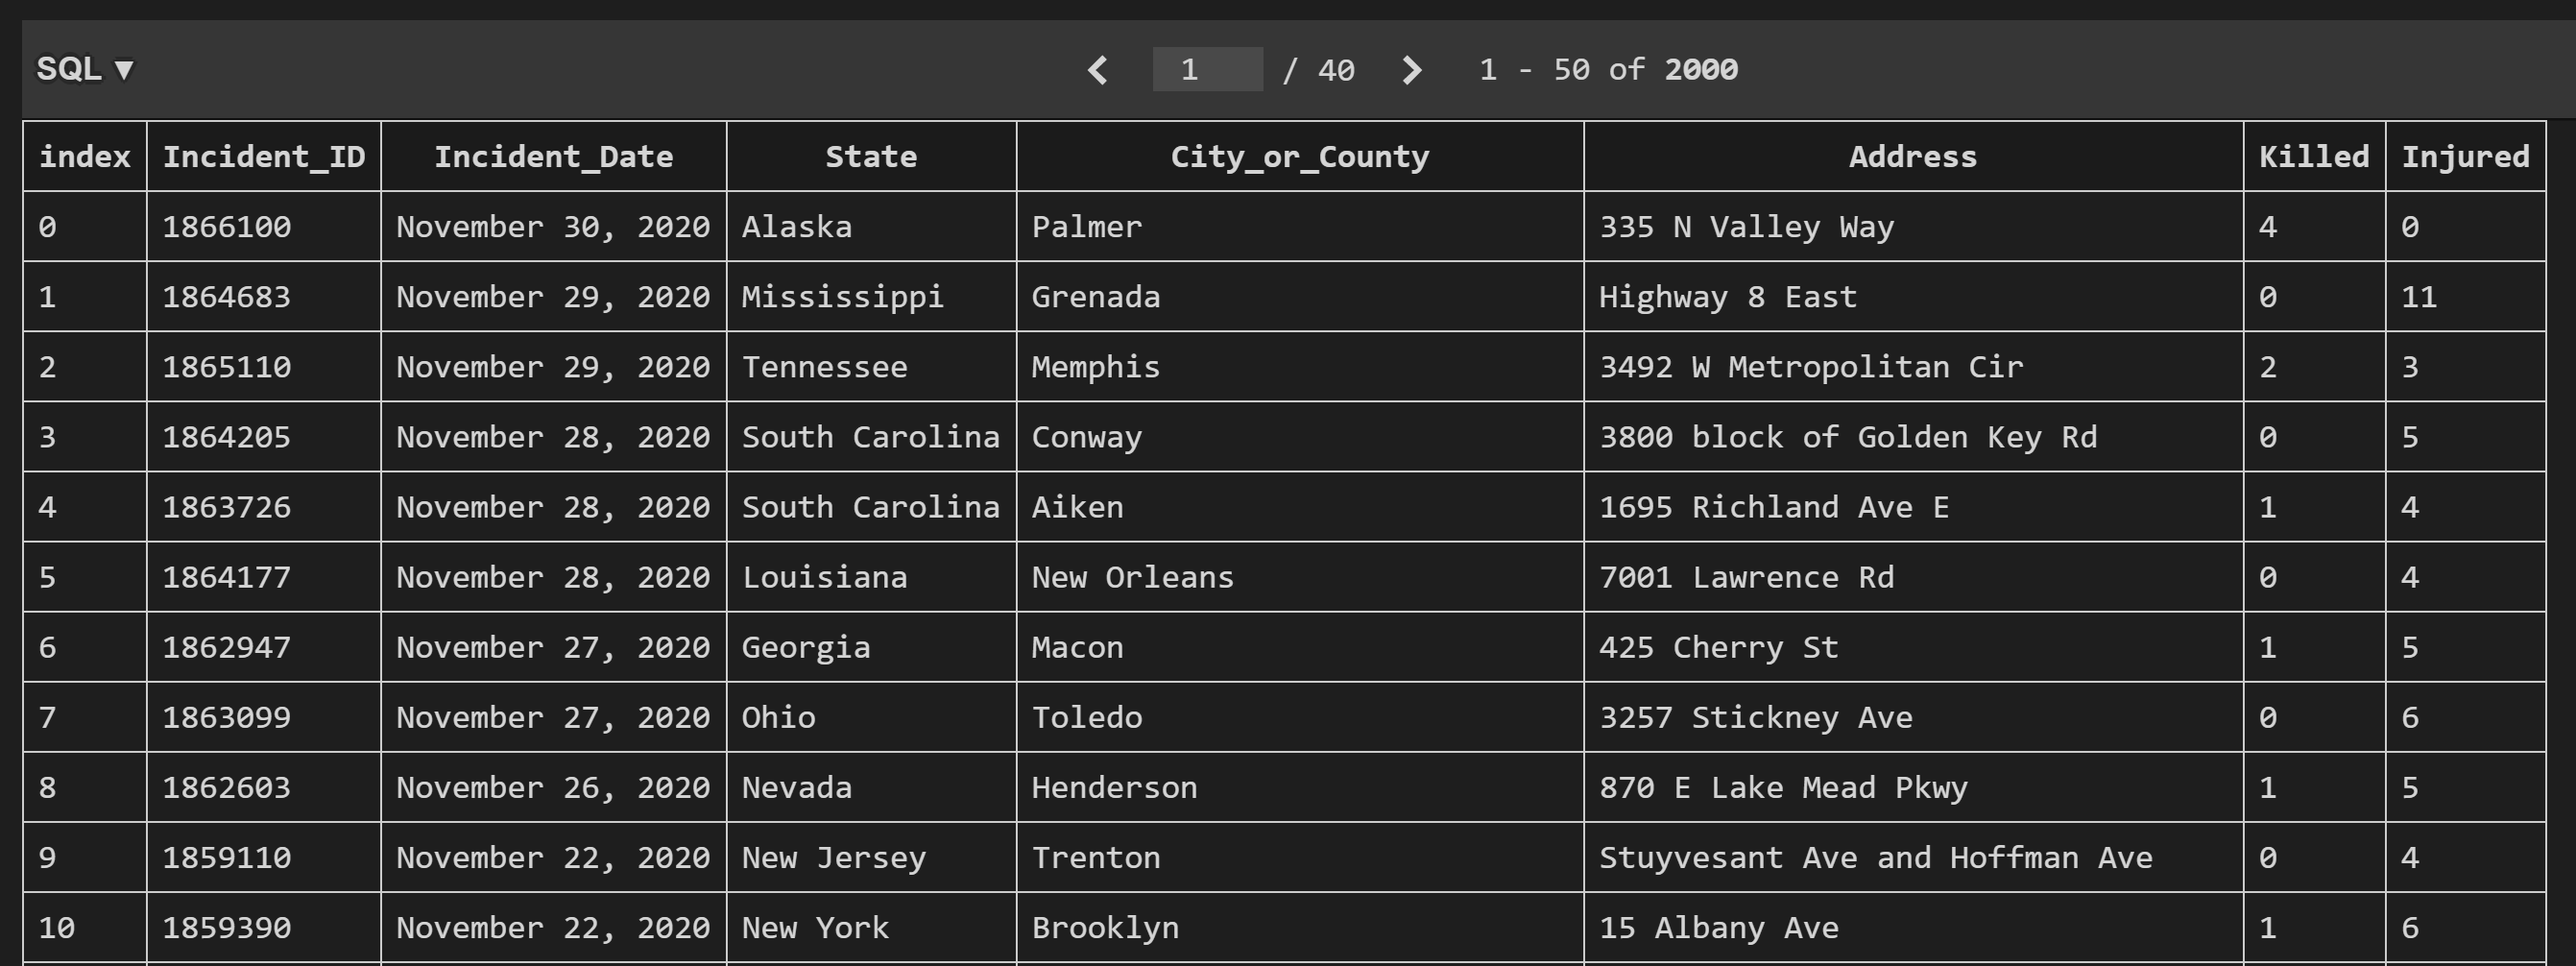 SQL ▼ 1 / 40 1 - 50 of 2000
index Incident_ID Incident_Date State City_or_County Address Killed Injured
0 1866100 November 30, 2020 Alaska Palmer 335 N Valley Way 4 0
1 1864683 November 29, 2020 Mississippi Grenada Highway 8 East 0 11
2 1865110 November 29, 2020 Tennessee Memphis 3492 W Metropolitan Cir 2 3
3 1864205 November 28, 2020 South Carolina Conway 3800 block of Golden Key Rd 0 5
4 1863726 November 28, 2020 South Carolina Aiken 1695 Richland Ave E 1 4
5 1864177 November 28, 2020 Louisiana New Orleans 7001 Lawrence Rd 0 4
6 1862947 November 27, 2020 Georgia Macon 425 Cherry St 1 5
7 1863099 November 27, 2020 Ohio Toledo 3257 Stickney Ave 0 6
8 1862603 November 26, 2020 Nevada Henderson 870 E Lake Mead Pkwy 1 5
9 1859110 November 22, 2020 New Jersey Trenton Stuyvesant Ave and Hoffman Ave 0 4
10 1859390 November 22, 2020 New York Brooklyn 15 Albany Ave 1 6